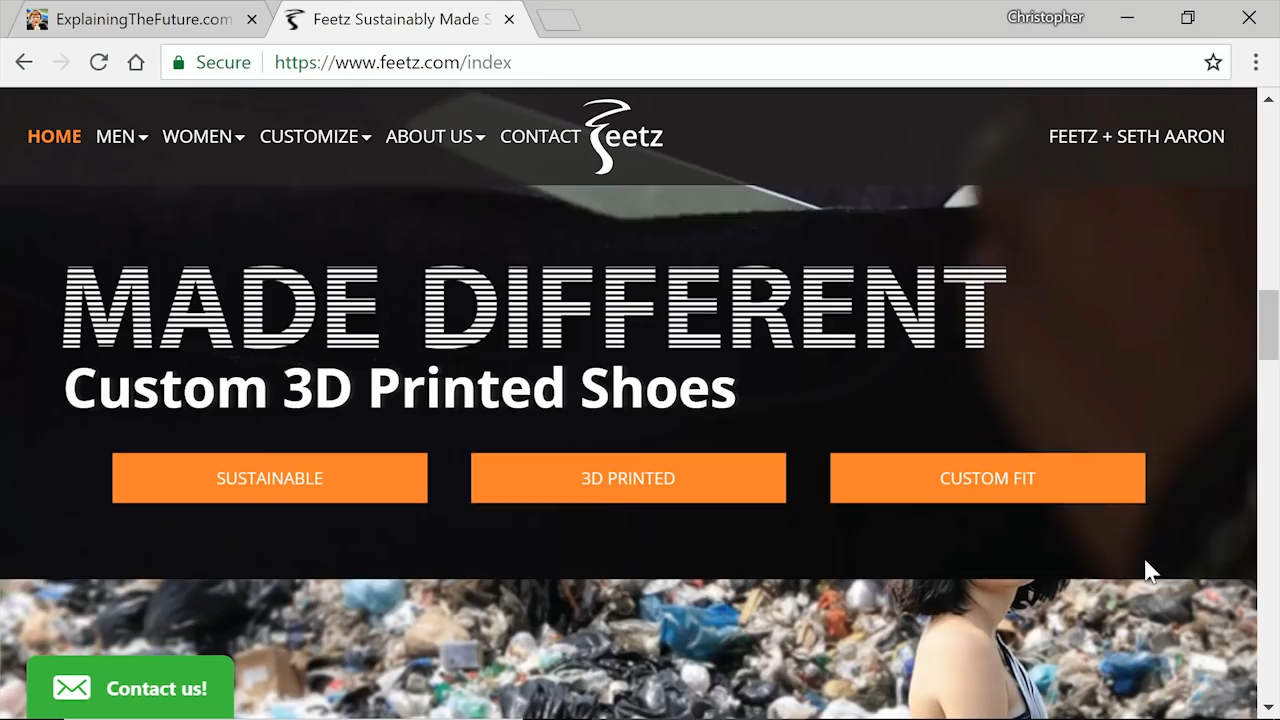 ExplainingTheFuture.com
Feetz Sustainably Made S
Christopher
Secure
https://www.feetz.com/index
HOME MEN WOMEN CUSTOMIZE ABOUT US CONTACT Feetz FEETZ + SETH AARON
MADE DIFFERENT
Custom 3D Printed Shoes
SUSTAINABLE 3D PRINTED CUSTOM FIT
Contact us!